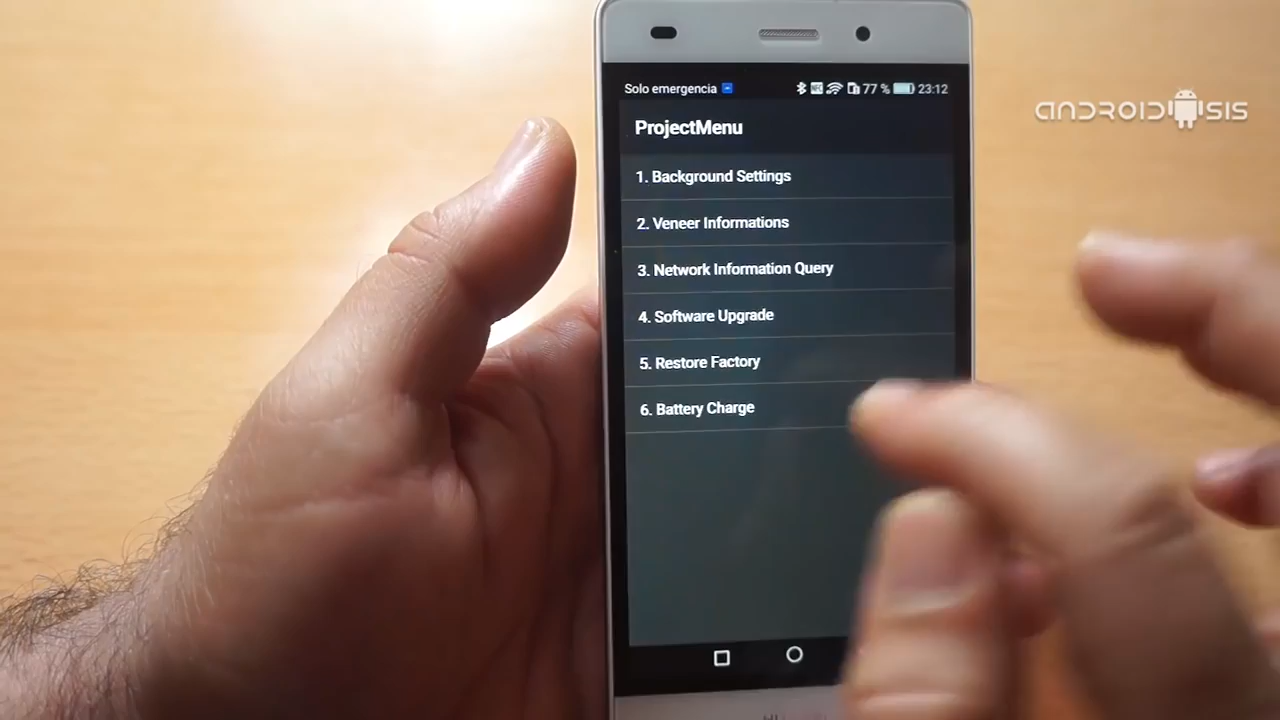 ANDROIDSIS
Solo emergencia 77 % 23:12
ProjectMenu
1. Background Settings
2. Veneer Informations
3. Network Information Query
4. Software Upgrade
5. Restore Factory
6. Battery Charge